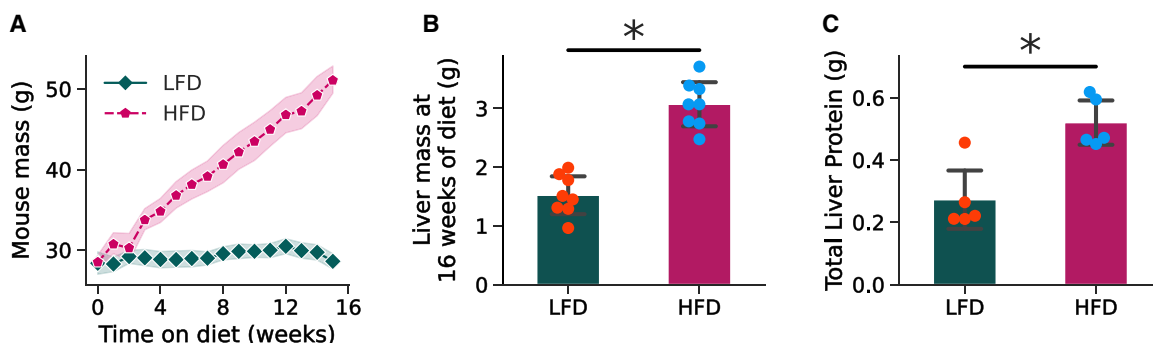 A
Mouse mass (g)
50
40
30
LFD
HFD
0 4 8 12 16
Time on diet (weeks)
B
Liver mass at
16 weeks of diet (g)
3
2
1
0
*
LFD HFD
C
Total Liver Protein (g)
0.6
0.4
0.2
0.0
*
LFD HFD